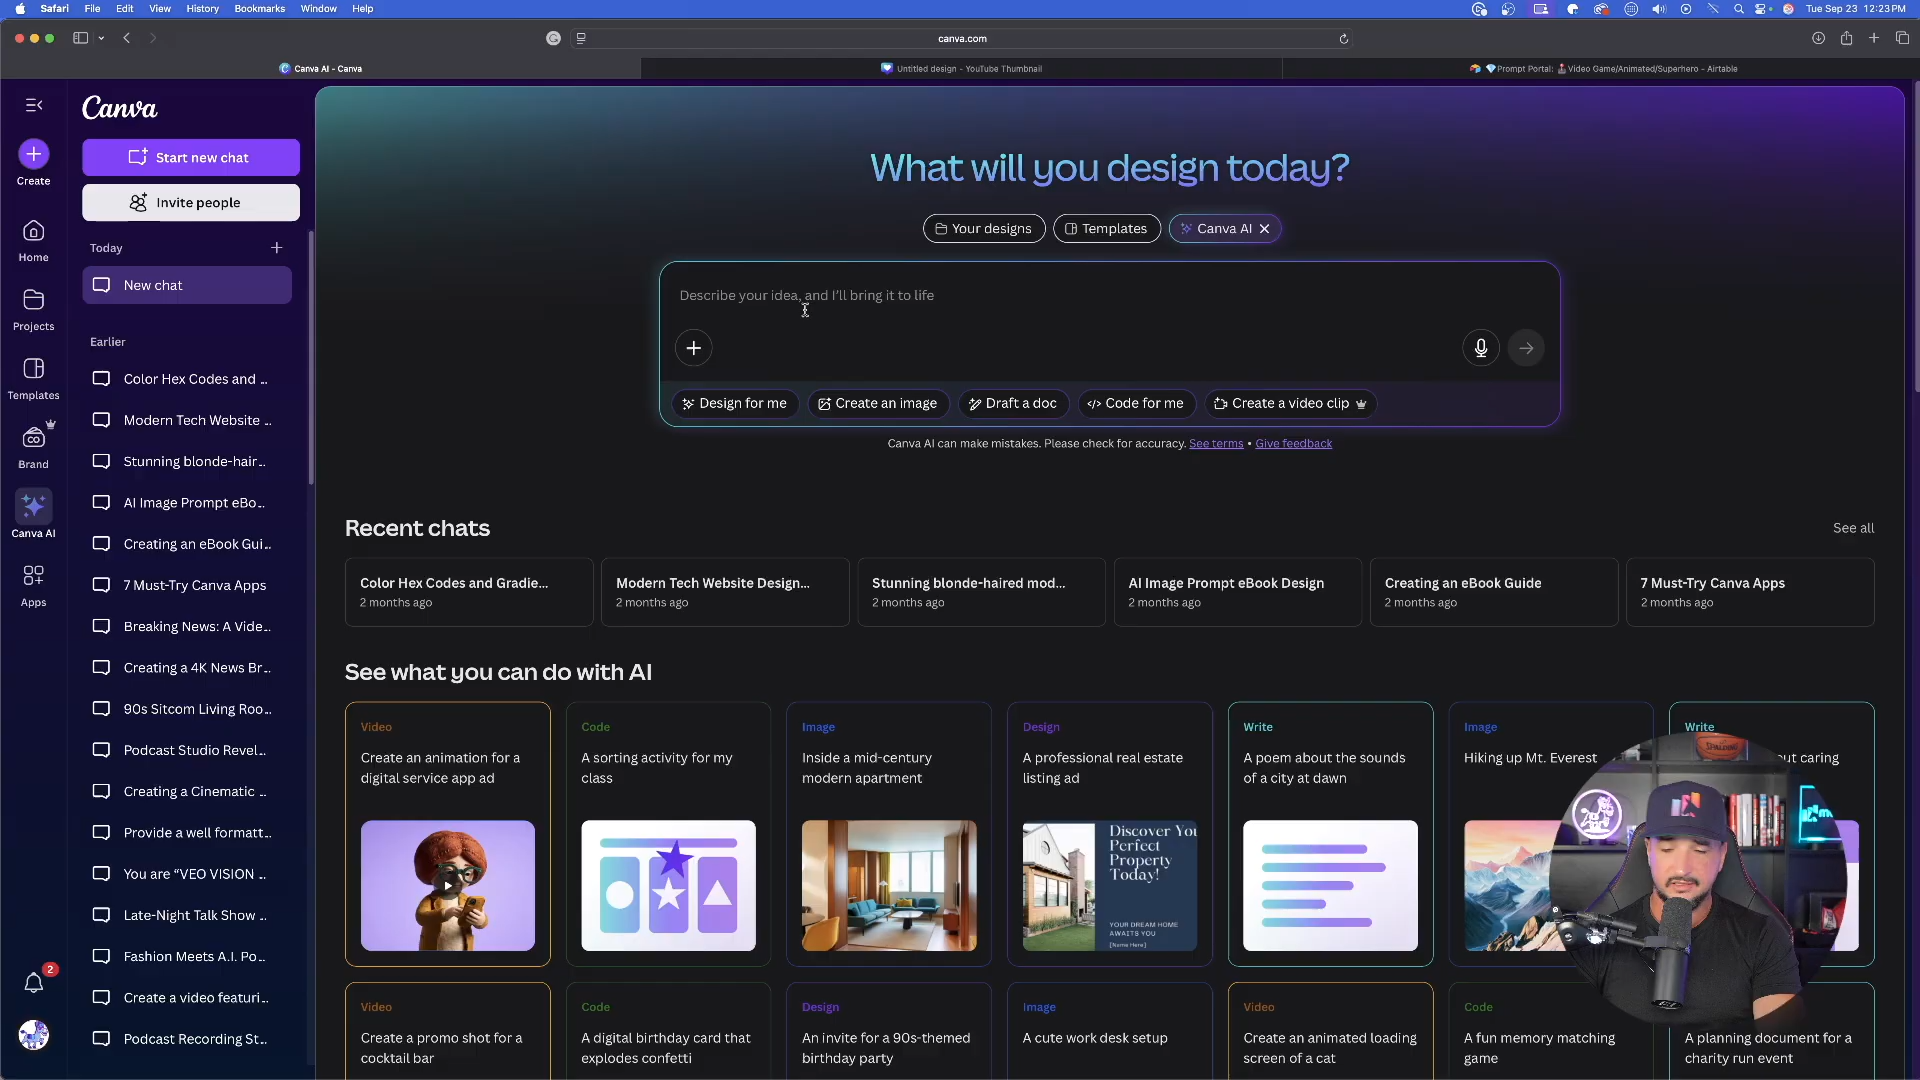 Safari File Edit View History Bookmarks Window Help
Tue Sep 23 12:23 PM
canva.com
Canva AI - Canva
Untitled design - YouTube Thumbnail
Prompt Portal: Video Game/Animated/Superhero - Airtable
Create
Home
Projects
Templates
Brand
Canva AI
Apps
2
Canva
Start new chat
Invite people
Today
New chat
Earlier
Color Hex Codes and ...
Modern Tech Website ...
Stunning blonde-hair...
AI Image Prompt eBo...
Creating an eBook Gui...
7 Must-Try Canva Apps
Breaking News: A Vide...
Creating a 4K News Br...
90s Sitcom Living Roo...
Podcast Studio Revel...
Creating a Cinematic ...
Provide a well formatt...
You are “VEO VISION ...
Late-Night Talk Show ...
Fashion Meets A.I. Po...
Create a video featuri...
Podcast Recording St...
What will you design today?
Your designs
Templates
Canva AI
Describe your idea, and I'll bring it to life
Design for me
Create an image
Draft a doc
Code for me
Create a video clip
Canva AI can make mistakes. Please check for accuracy. See terms • Give feedback
Recent chats
See all
Color Hex Codes and Gradie...
2 months ago
Modern Tech Website Design...
2 months ago
Stunning blonde-haired mod...
2 months ago
AI Image Prompt eBook Design
2 months ago
Creating an eBook Guide
2 months ago
7 Must-Try Canva Apps
2 months ago
See what you can do with AI
Video
Create an animation for a
digital service app ad
Code
A sorting activity for my
class
Image
Inside a mid-century
modern apartment
Design
A professional real estate
listing ad
Discover You
Perfect
Property
Today!
YOUR DREAM HOME
AWAITS YOU
[Name Here]
Write
A poem about the sounds
of a city at dawn
Image
Hiking up Mt. Everest
Write
out caring
SPALDING
Video
Create a promo shot for a
cocktail bar
Code
A digital birthday card that
explodes confetti
Design
An invite for a 90s-themed
birthday party
Image
A cute work desk setup
Video
Create an animated loading
screen of a cat
Code
A fun memory matching
game
A planning document for a
charity run event